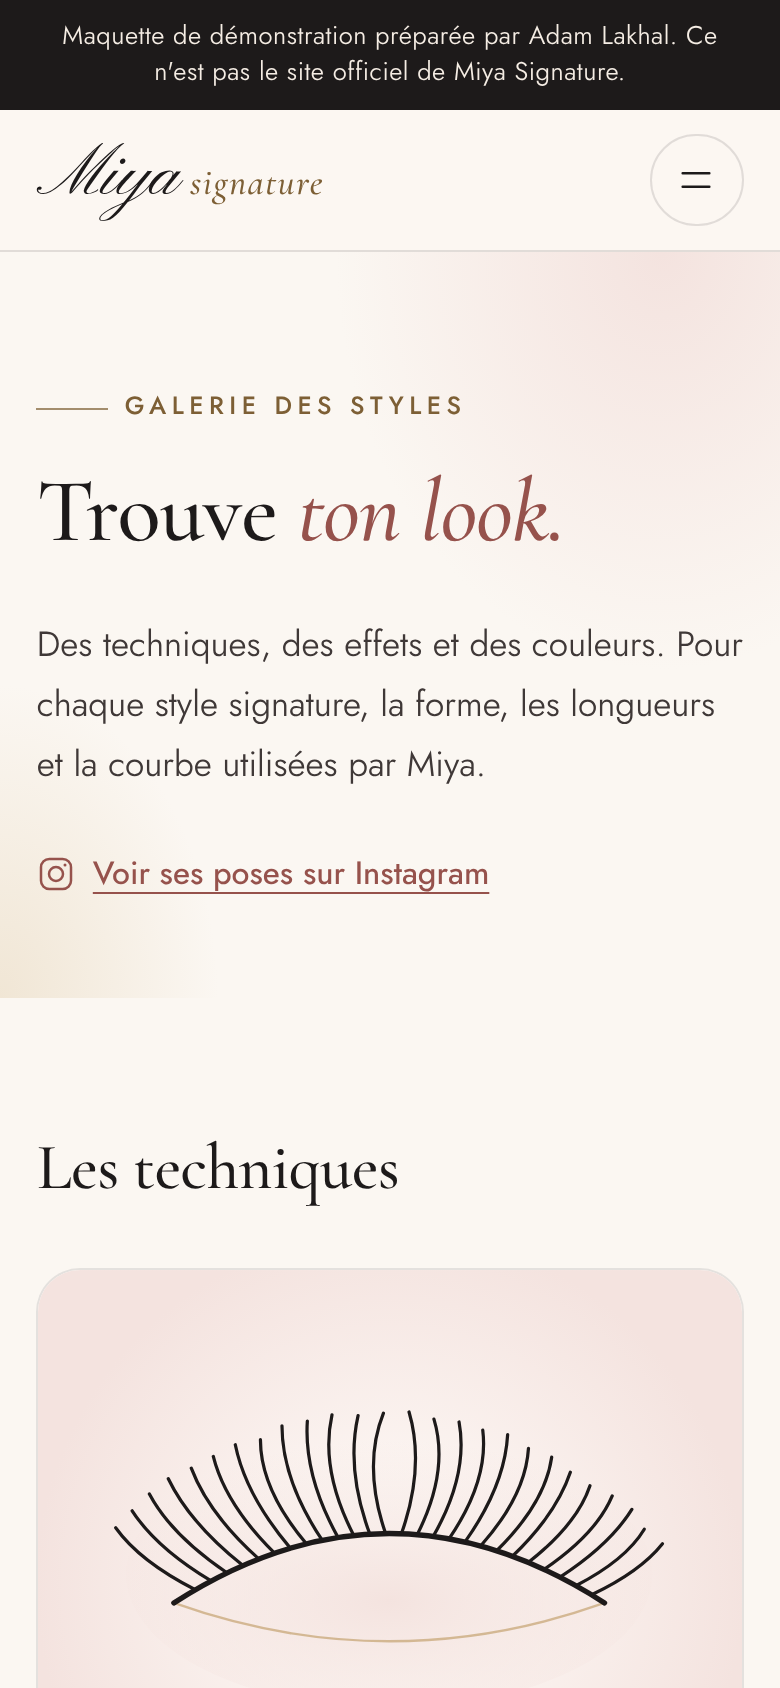 Maquette de démonstration préparée par Adam Lakhal. Ce
n'est pas le site officiel de Miya Signature.
Miya signature
GALERIE DES STYLES
Trouve ton look.
Des techniques, des effets et des couleurs. Pour
chaque style signature, la forme, les longueurs
et la courbe utilisées par Miya.
Voir ses poses sur Instagram
Les techniques